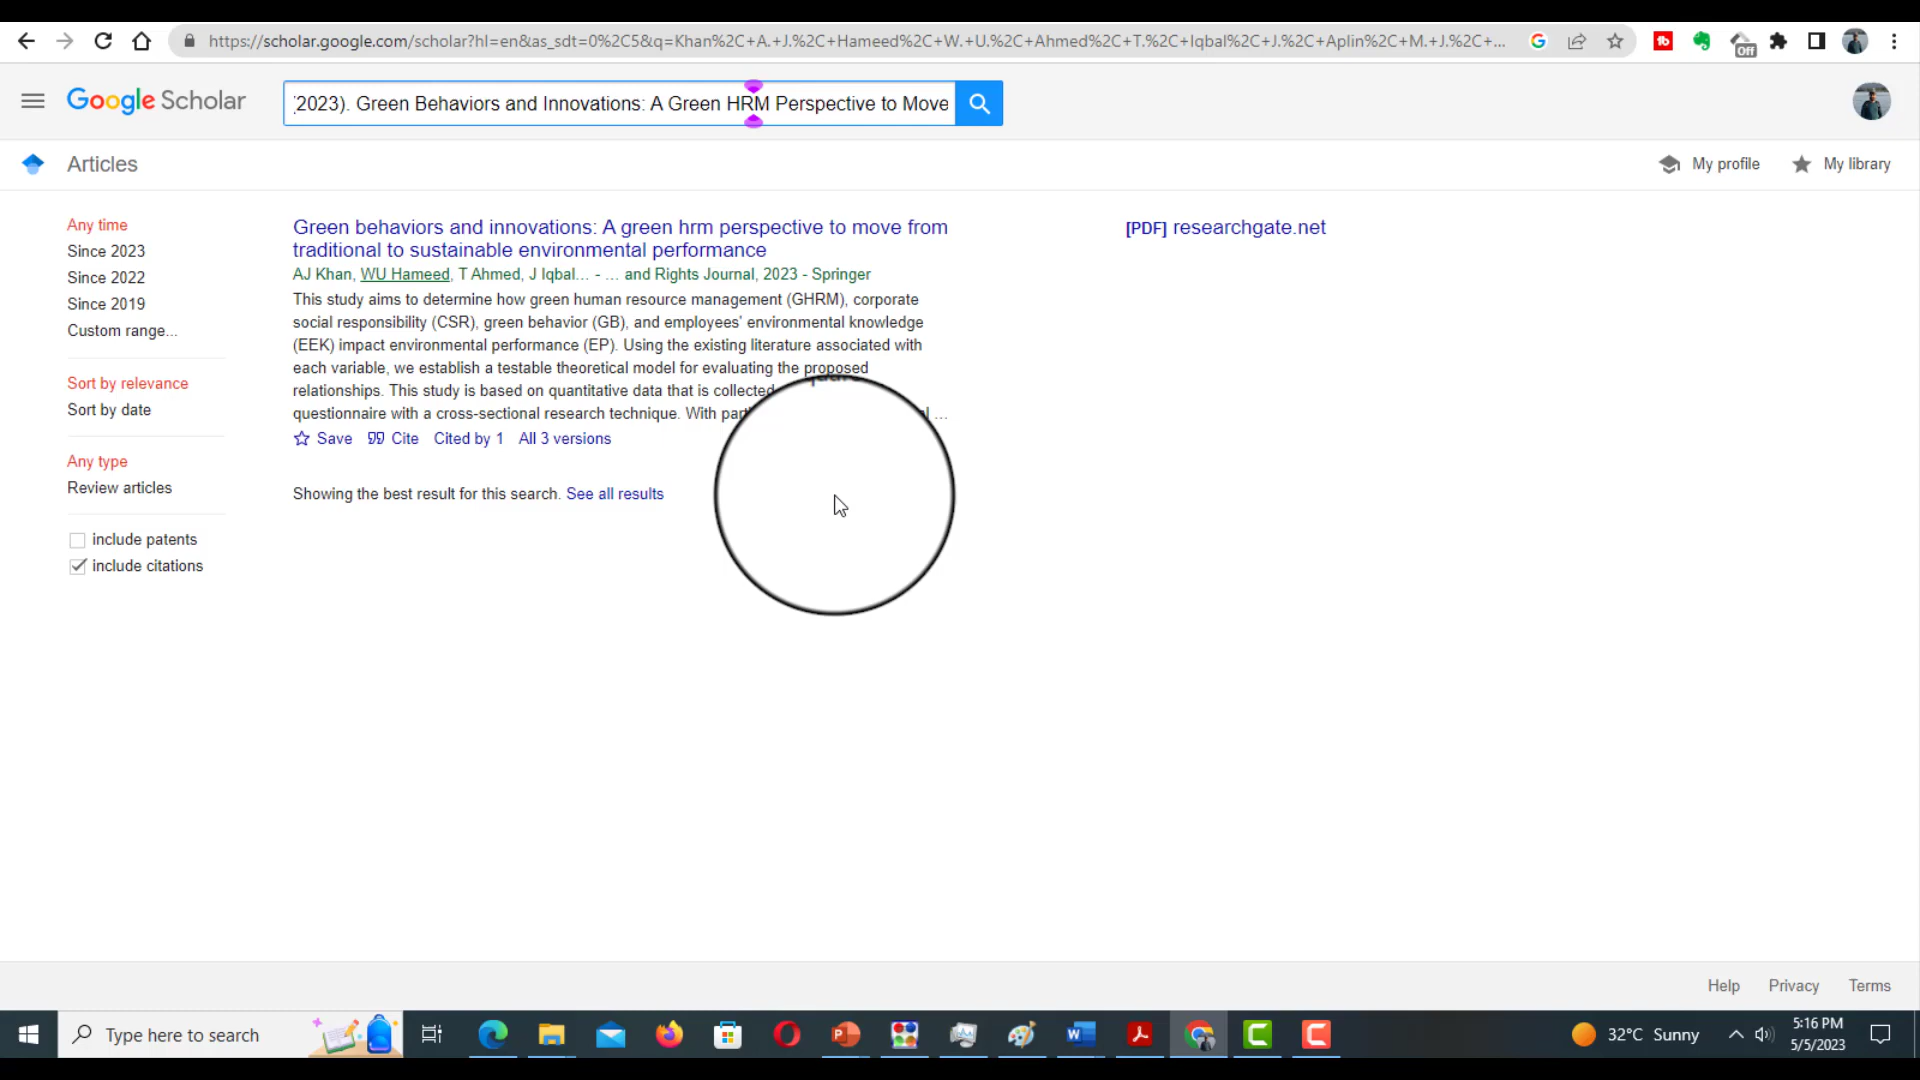 https://scholar.google.com/scholar?hl=en&as_sdt=0%2C5&q=Khan%2C+A.+J.%2C+Hameed%2C+W.+U.%2C+Ahmed%2C+T.%2C+Iqbal%2C+J.%2C+Aplin%2C+M.+J.%2C+...
Off
Google Scholar
2023). Green Behaviors and Innovations: A Green HRM Perspective to Move
Articles
My profile
My library
Any time
Since 2023
Since 2022
Since 2019
Custom range...
Sort by relevance
Sort by date
Any type
Review articles
include patents
include citations
Green behaviors and innovations: A green hrm perspective to move from
traditional to sustainable environmental performance
AJ Khan, WU Hameed, T Ahmed, J Iqbal... - ... and Rights Journal, 2023 - Springer
This study aims to determine how green human resource management (GHRM), corporate
social responsibility (CSR), green behavior (GB), and employees' environmental knowledge
(EEK) impact environmental performance (EP). Using the existing literature associated with
each variable, we establish a testable theoretical model for evaluating the proposed
relationships. This study is based on quantitative data that is collected
questionnaire with a cross-sectional research technique. With ...
Save Cite Cited by 1 All 3 versions
Showing the best result for this search. See all results
[PDF] researchgate.net
Help Privacy Terms
Type here to search
32°C Sunny
5:16 PM
5/5/2023